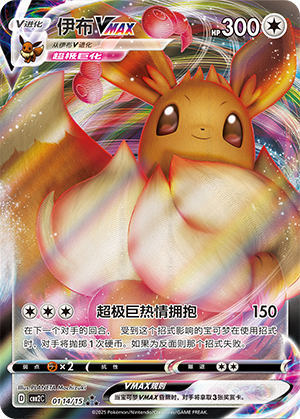 V进化 伊布VMAX HP300
从伊布V进化
超极巨化
超极巨热情拥抱 150
在下一个对手的回合,受到这个招式影响的宝可梦在使用招式
时,对手将抛掷1次硬币。如果为反面则那个招式失败。
弱点 ×2 抗性 撤退
VMAX规则
当宝可梦VMAX昏厥时,对手将拿取3张奖赏卡。
Illus. PLANETA Mochizuki
D 014/15
©2025 Pokémon/Nintendo/Creatures/GAME FREAK.